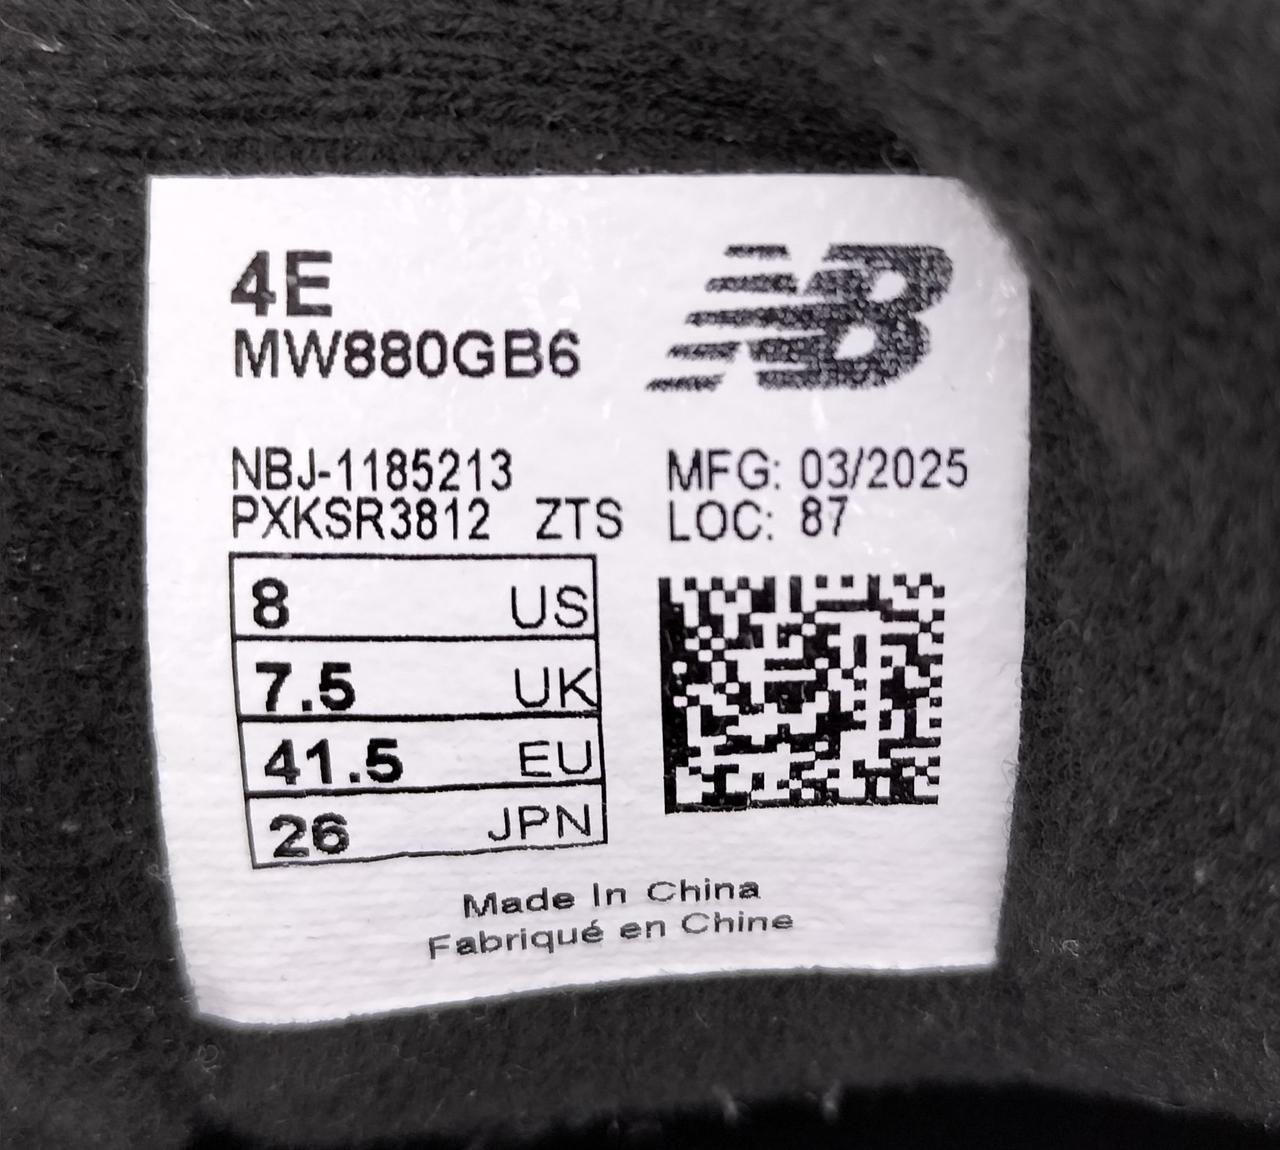 4E
MW880GB6
NB
NBJ-1185213
PXKSR3812 ZTS
MFG: 03/2025
LOC: 87
8 US
7.5 UK
41.5 EU
26 JPN
Made In China
Fabriqué en Chine